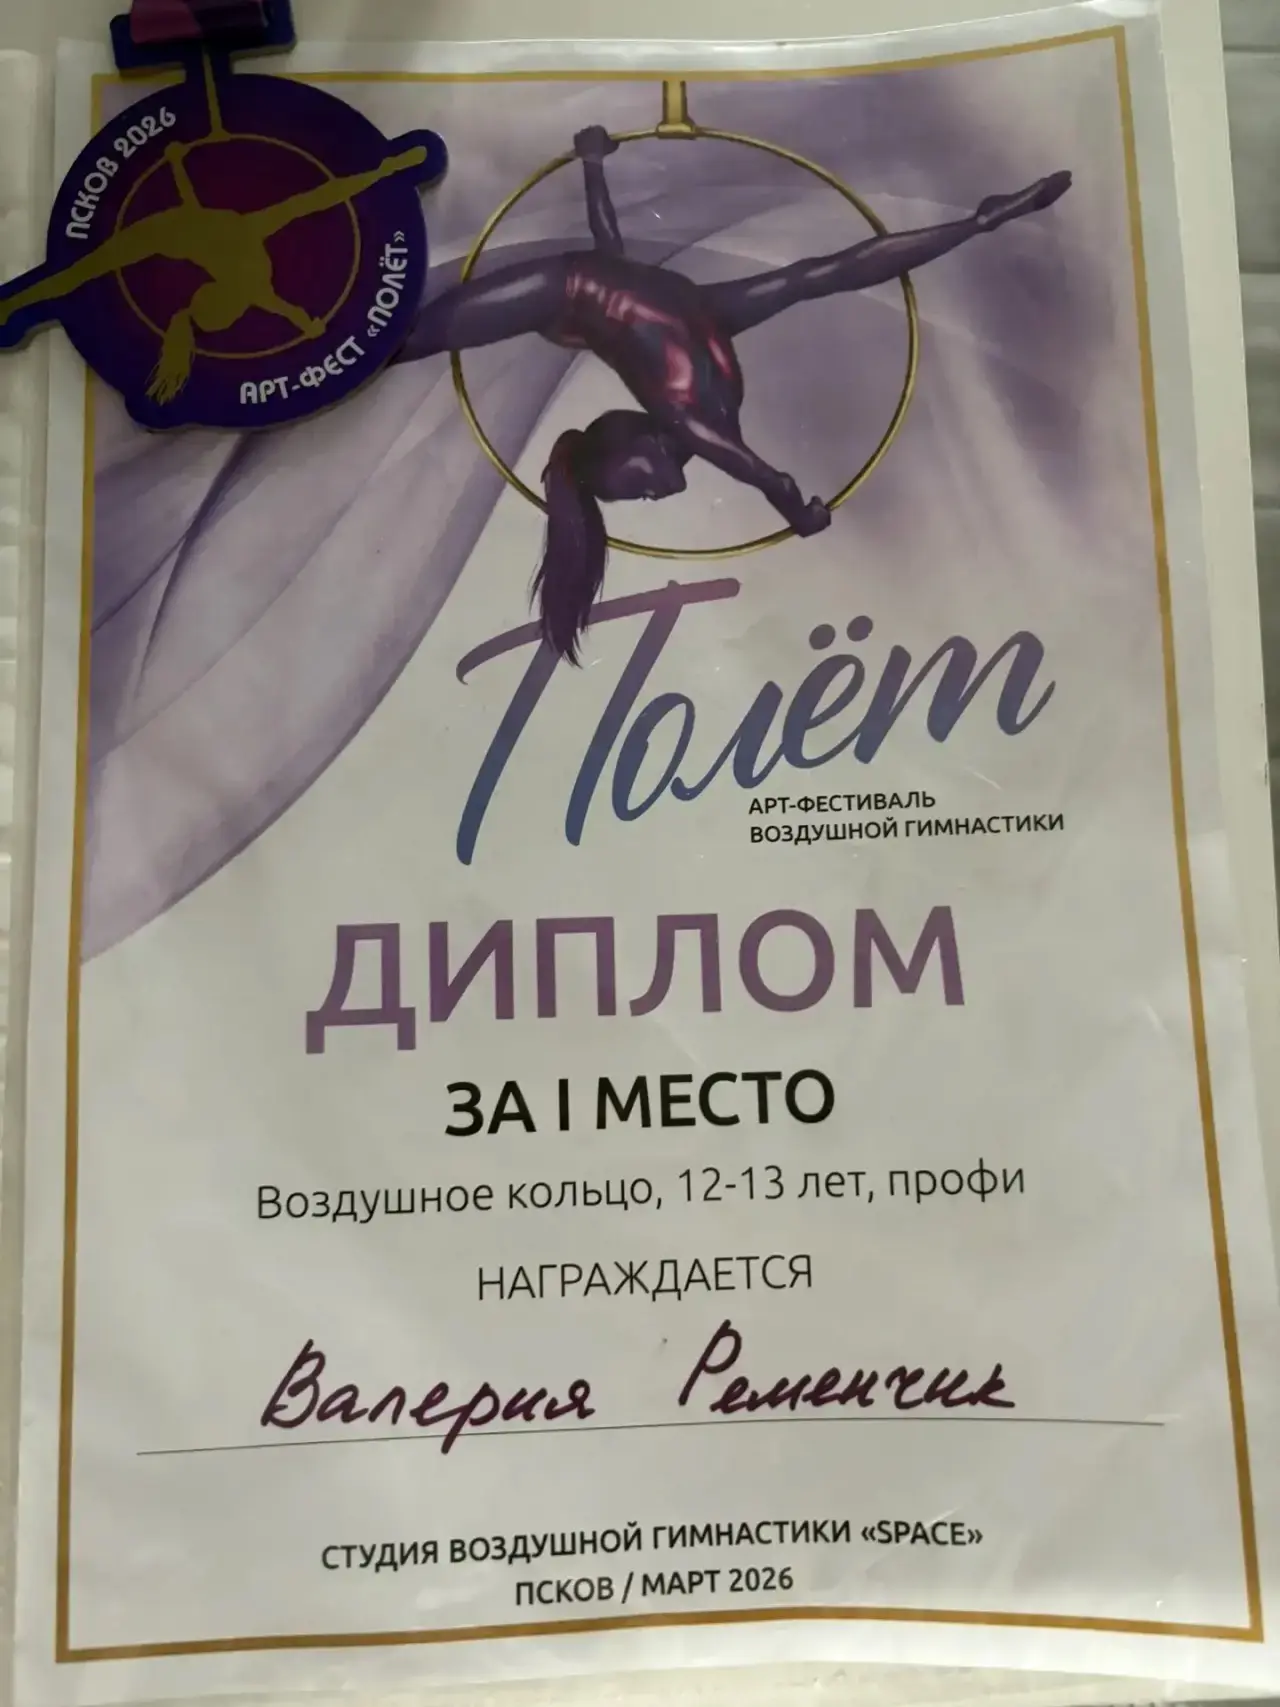 ПСКОВ 2026
АРТ-ФЕСТ «ПОЛЁТ»
Полёт
АРТ-ФЕСТИВАЛЬ
ВОЗДУШНОЙ ГИМНАСТИКИ
ДИПЛОМ
ЗА I МЕСТО
Воздушное кольцо, 12-13 лет, профи
НАГРАЖДАЕТСЯ
Валерия Ременчик
СТУДИЯ ВОЗДУШНОЙ ГИМНАСТИКИ «SPACE»
ПСКОВ / МАРТ 2026